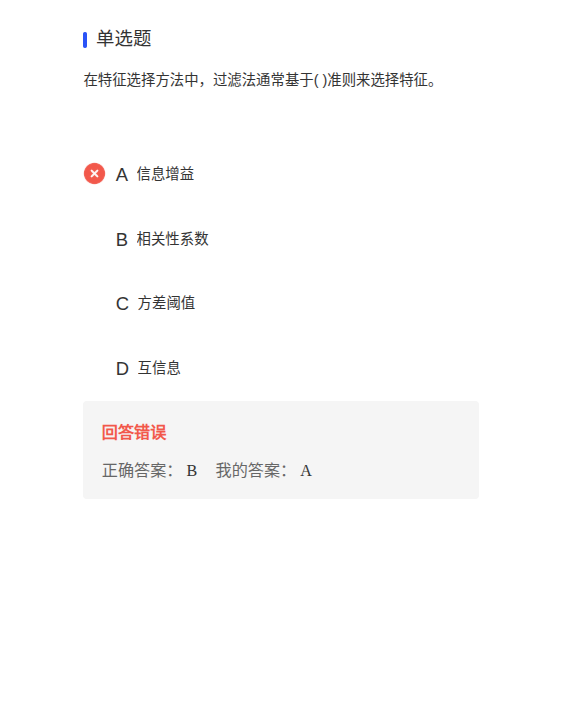 单选题
在特征选择方法中，过滤法通常基于( )准则来选择特征。
A 信息增益
B 相关性系数
C 方差阈值
D 互信息
回答错误
正确答案： B 我的答案： A